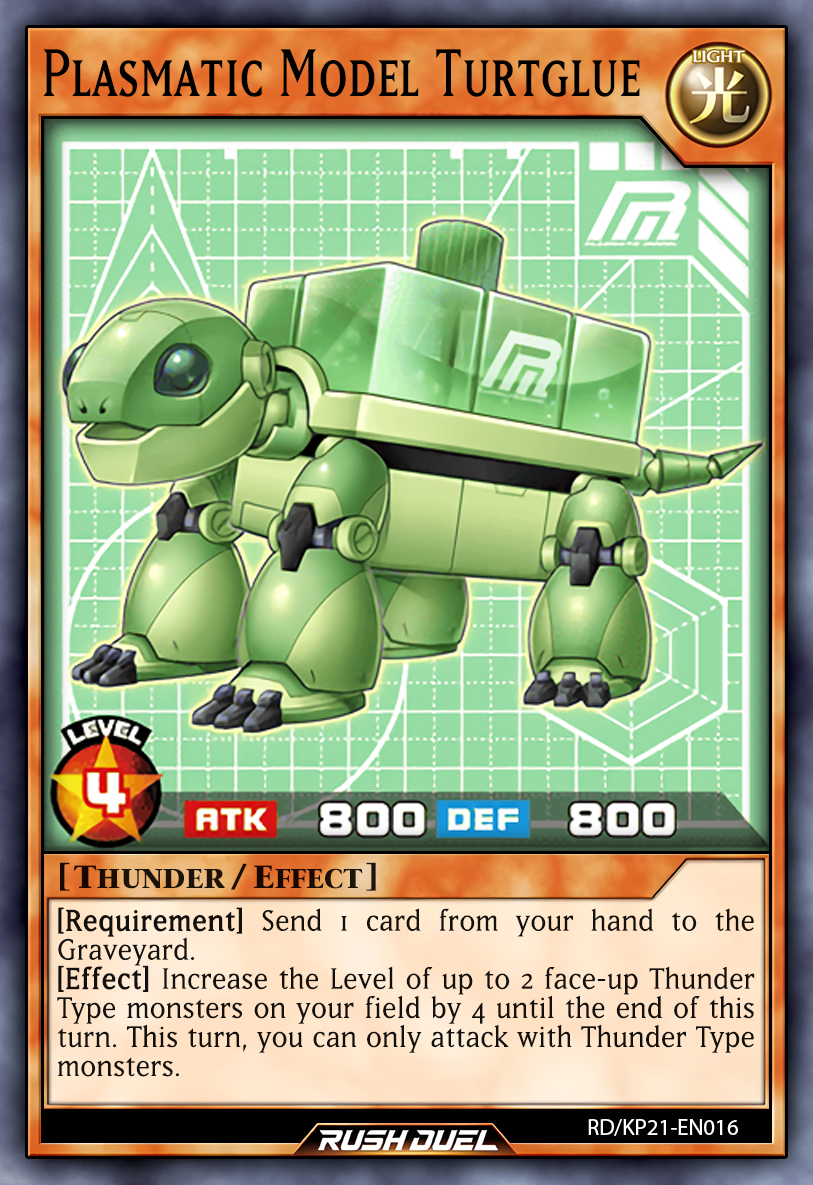 Plasmatic Model Turtglue
LIGHT
光
LEVEL
4
ATK 800 DEF 800
[Thunder / Effect]
[Requirement] Send 1 card from your hand to the
Graveyard.
[Effect] Increase the Level of up to 2 face-up Thunder
Type monsters on your field by 4 until the end of this
turn. This turn, you can only attack with Thunder Type
monsters.
RD/KP21-EN016
RUSH DUEL